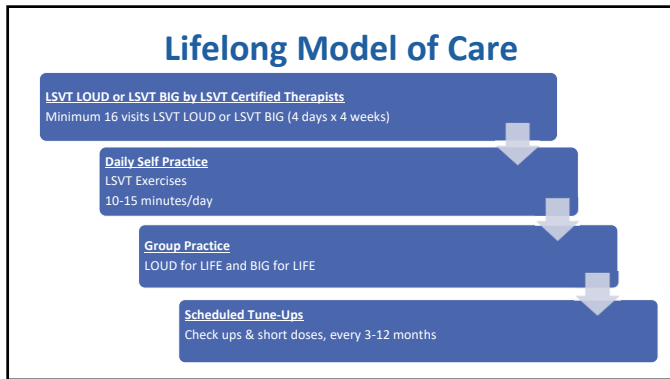 Lifelong Model of Care
LSVT LOUD or LSVT BIG by LSVT Certified Therapists
Minimum 16 visits LSVT LOUD or LSVT BIG (4 days x 4 weeks)
Daily Self Practice
LSVT Exercises
10-15 minutes/day
Group Practice
LOUD for LIFE and BIG for LIFE
Scheduled Tune-Ups
Check ups & short doses, every 3-12 months